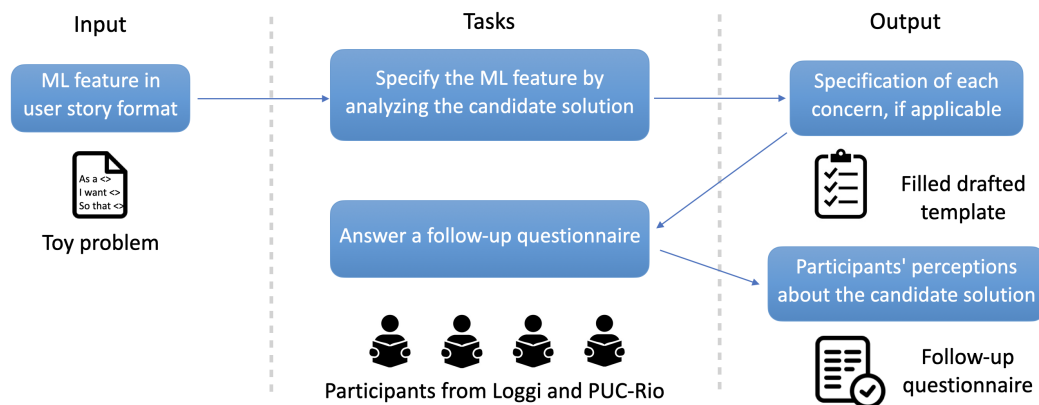 Input
Tasks
Output
ML feature in
user story format
Specify the ML feature by
analyzing the candidate solution
Specification of each
concern, if applicable
As a <>
I want <>
So that <>
Toy problem
Filled drafted
template
Answer a follow-up questionnaire
Participants' perceptions
about the candidate solution
Participants from Loggi and PUC-Rio
Follow-up
questionnaire